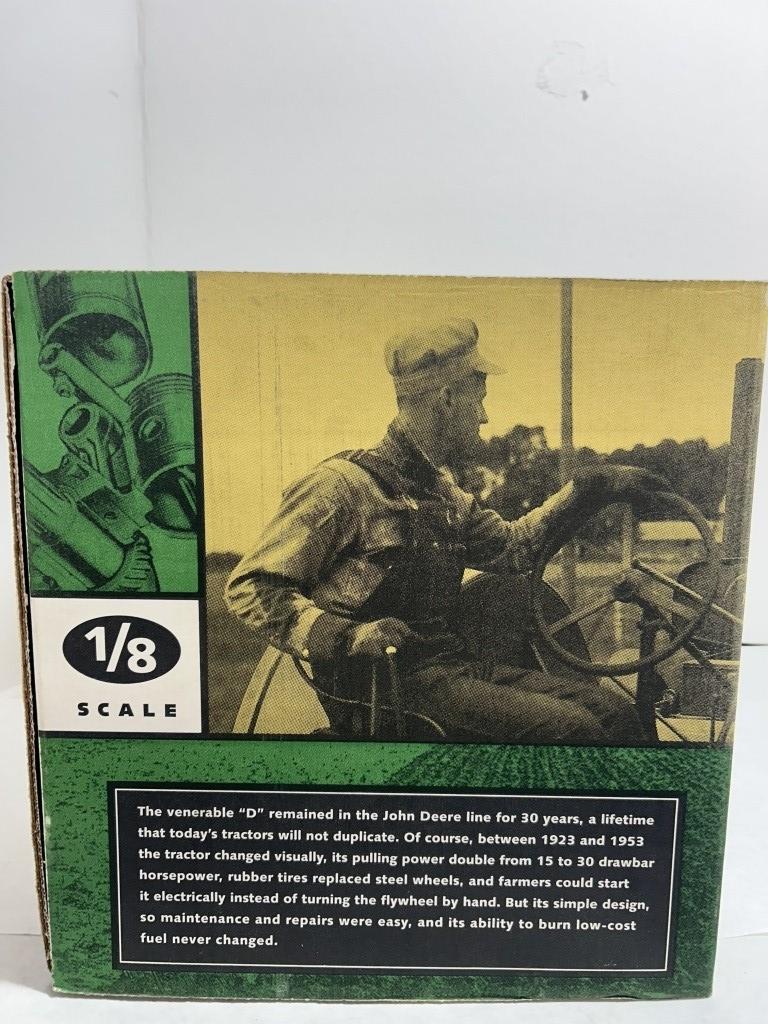 1/8
SCALE
The venerable “D” remained in the John Deere line for 30 years, a lifetime
that today’s tractors will not duplicate. Of course, between 1923 and 1953
the tractor changed visually, its pulling power double from 15 to 30 drawbar
horsepower, rubber tires replaced steel wheels, and farmers could start
it electrically instead of turning the flywheel by hand. But its simple design,
so maintenance and repairs were easy, and its ability to burn low-cost
fuel never changed.